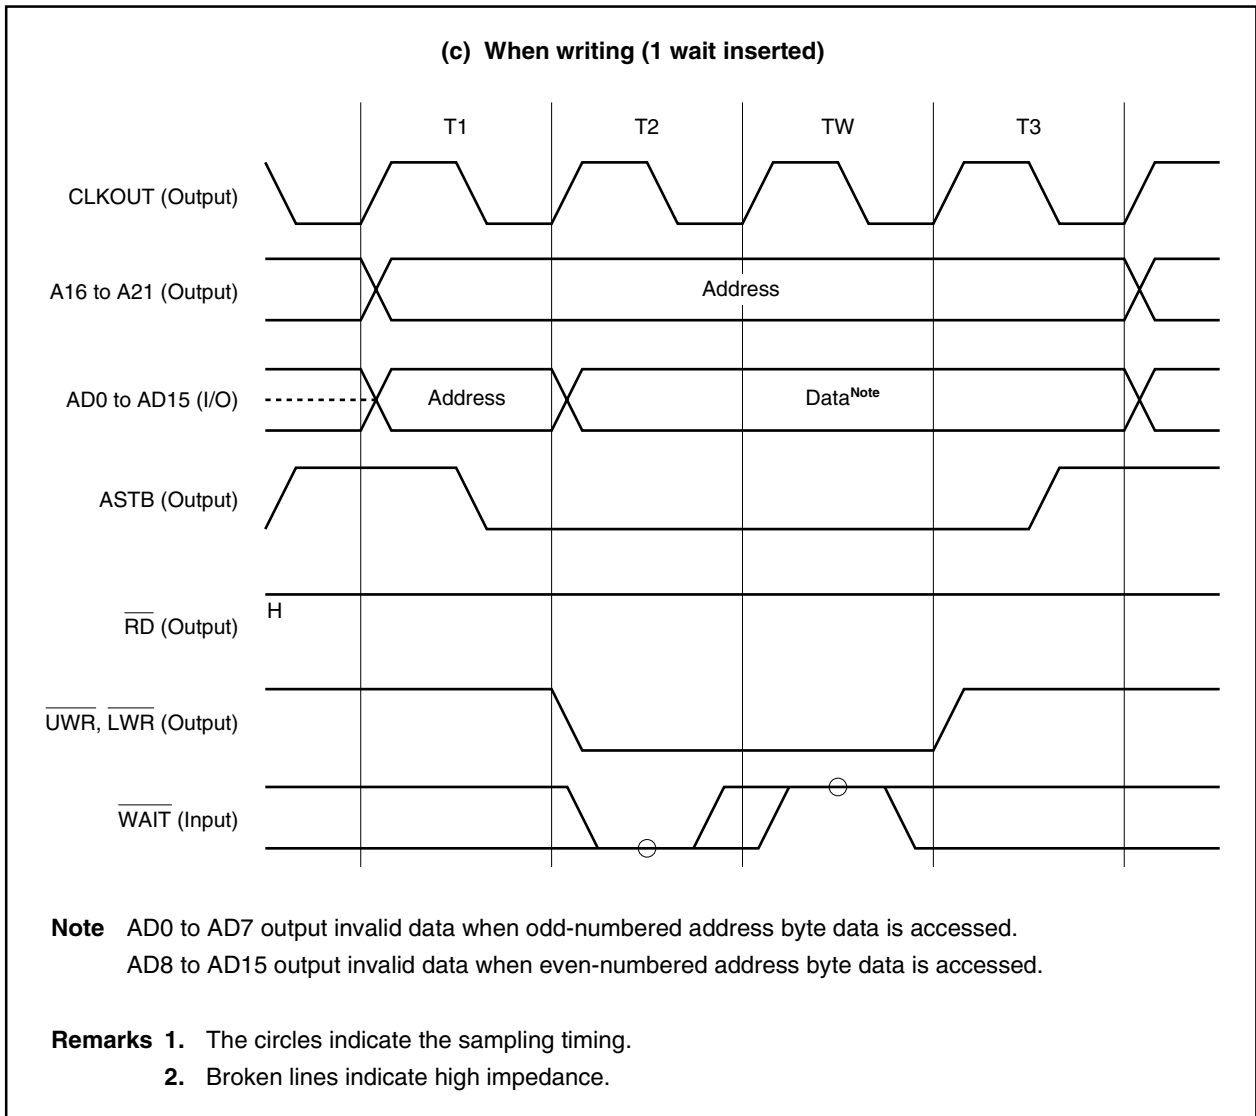 (c) When writing (1 wait inserted)
T1 T2 TW T3
CLKOUT (Output)
A16 to A21 (Output) Address
AD0 to AD15 (I/O) Address DataNote
ASTB (Output)
H
RD (Output)
UWR, LWR (Output)
WAIT (Input)
Note AD0 to AD7 output invalid data when odd-numbered address byte data is accessed.
AD8 to AD15 output invalid data when even-numbered address byte data is accessed.
Remarks 1. The circles indicate the sampling timing.
2. Broken lines indicate high impedance.